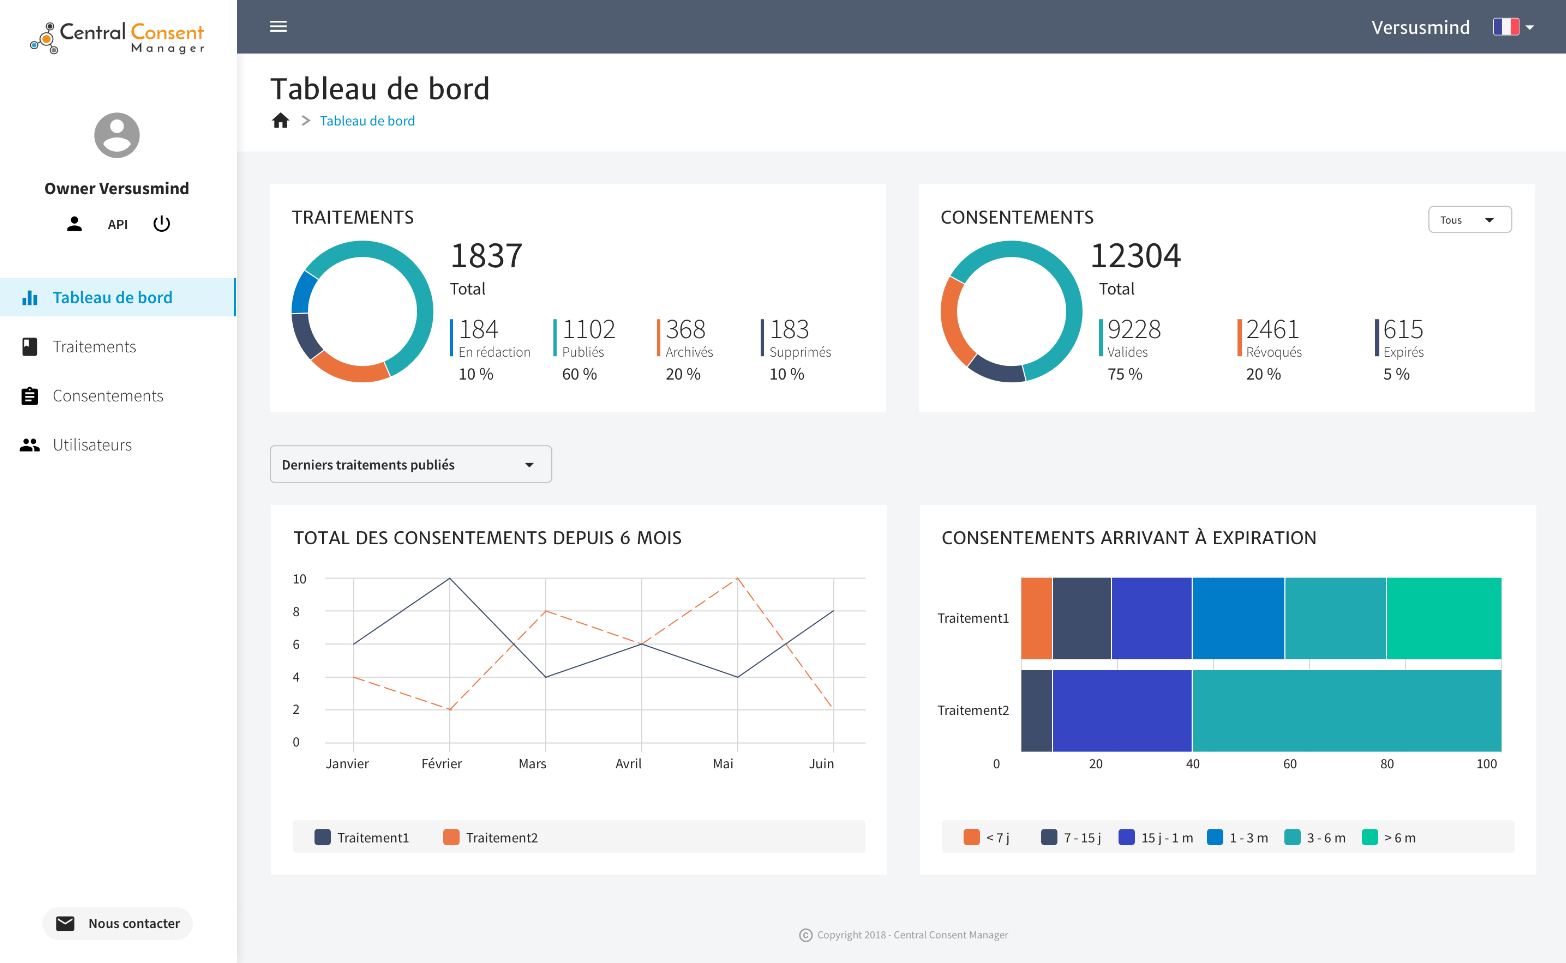 Central Consent
Manager
Versusmind
Tableau de bord
> Tableau de bord
Owner Versusmind
API
Tableau de bord
Traitements
Consentements
Utilisateurs
Nous contacter
TRAITEMENTS
1837
Total
184 1102 368 183
En rédaction Publiés Archivés Supprimés
10 % 60 % 20 % 10 %
CONSENTEMENTS
Tous
12304
Total
9228 2461 615
Valides Révoqués Expirés
75 % 20 % 5 %
Derniers traitements publiés
TOTAL DES CONSENTEMENTS DEPUIS 6 MOIS
10
8
6
4
2
0
Janvier Février Mars Avril Mai Juin
Traitement1 Traitement2
CONSENTEMENTS ARRIVANT À EXPIRATION
Traitement1
Traitement2
0 20 40 60 80 100
< 7 j 7 - 15 j 15 j - 1 m 1 - 3 m 3 - 6 m > 6 m
© Copyright 2018 - Central Consent Manager